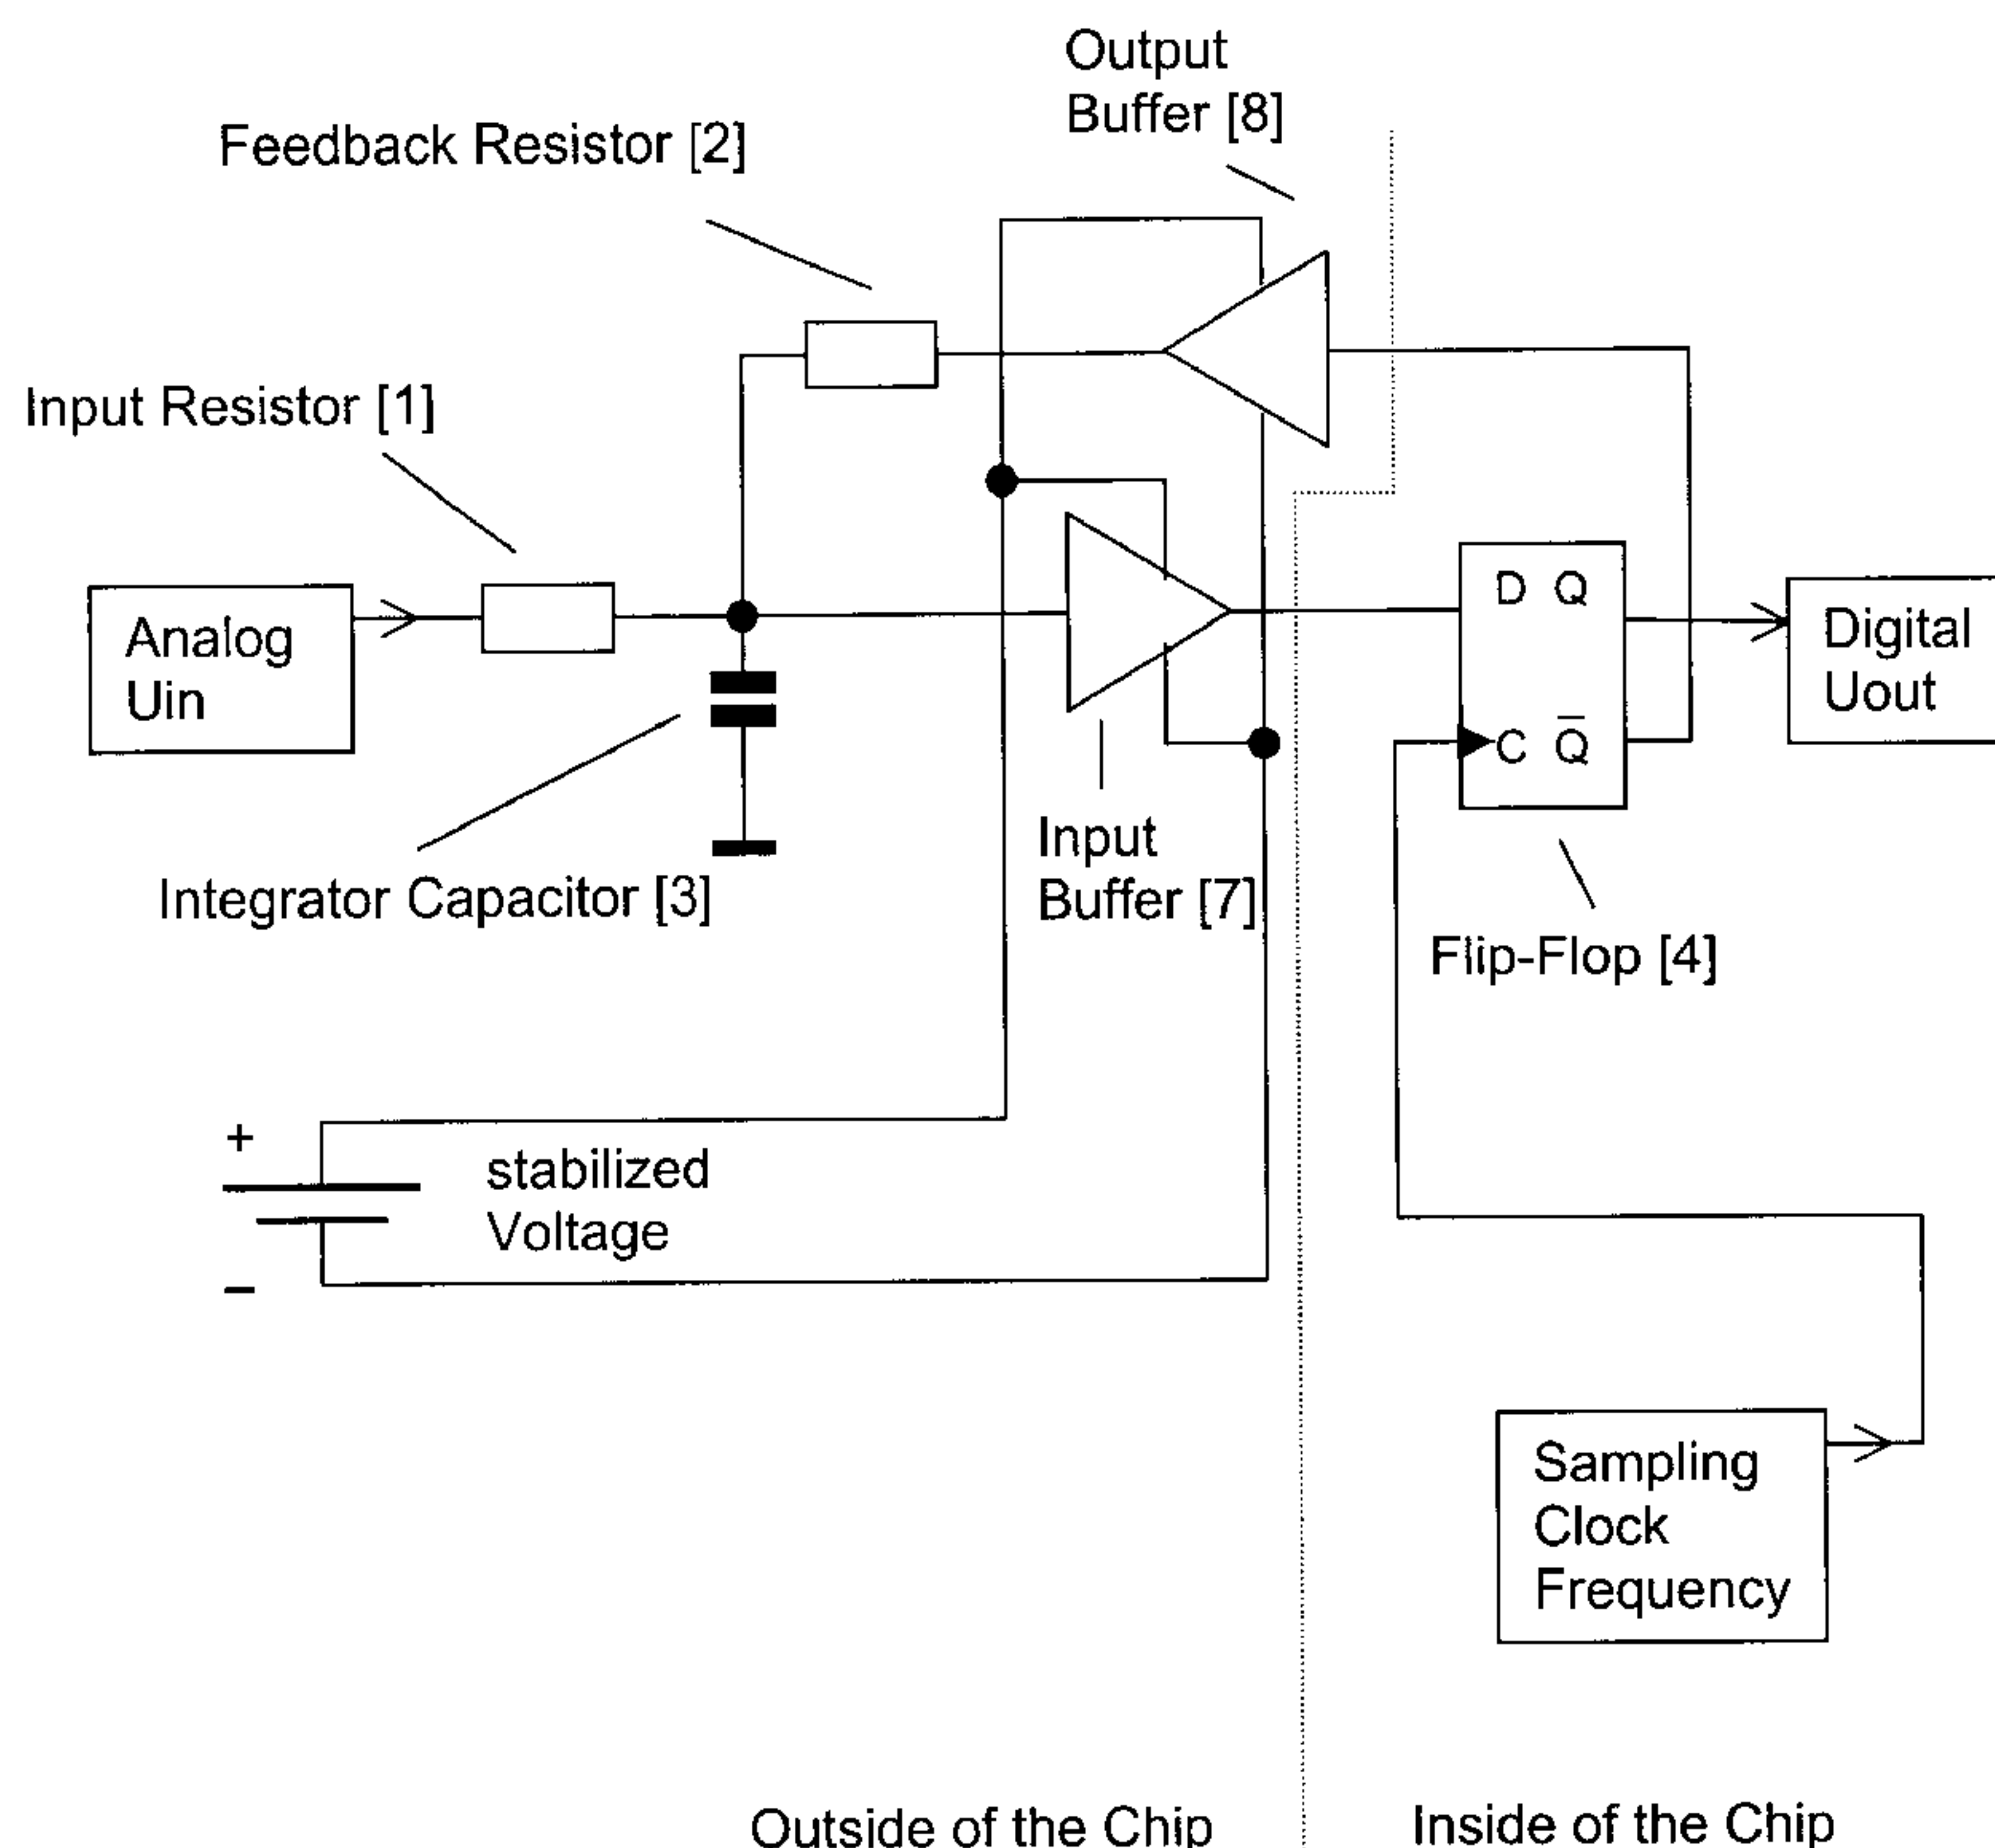 Output
Buffer [8]
Feedback Resistor [2]
Input Resistor [1]
Analog
Uin
D Q
C Q̅
Digital
Uout
Integrator Capacitor [3]
Input
Buffer [7]
Flip-Flop [4]
+
stabilized
Voltage
–
Sampling
Clock
Frequency
Outside of the Chip
Inside of the Chip